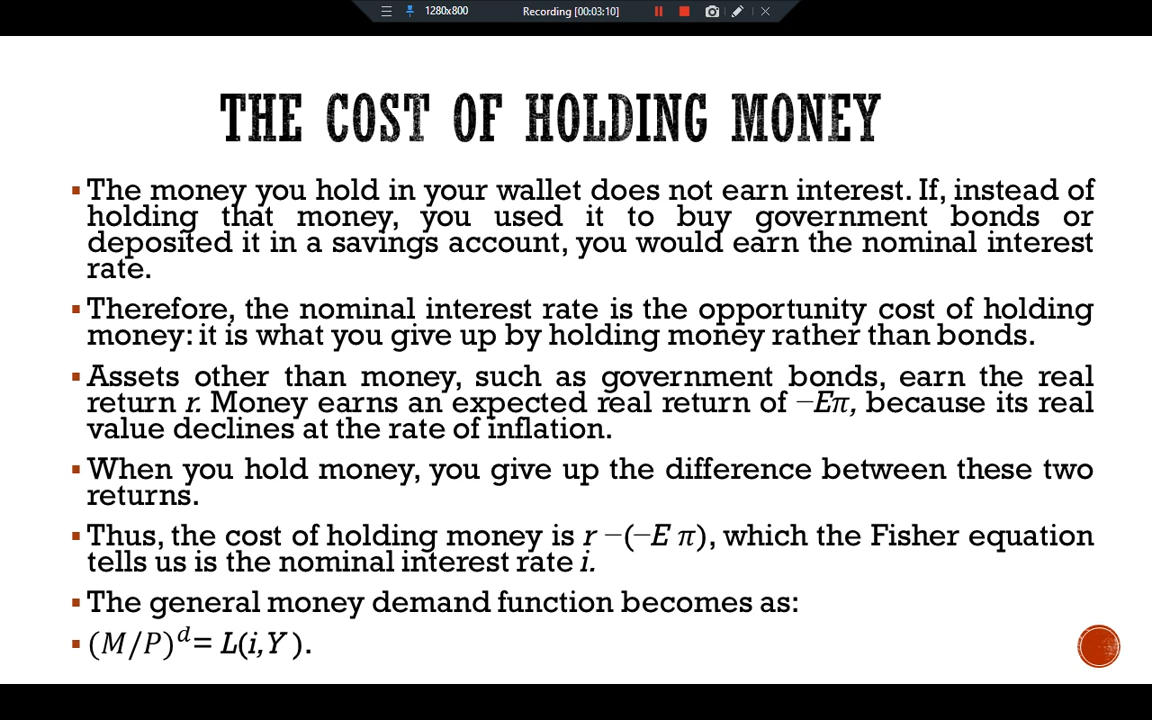 1280x800 Recording [00:03:10]
THE COST OF HOLDING MONEY
▪ The money you hold in your wallet does not earn interest. If, instead of
holding that money, you used it to buy government bonds or
deposited it in a savings account, you would earn the nominal interest
rate.
▪ Therefore, the nominal interest rate is the opportunity cost of holding
money: it is what you give up by holding money rather than bonds.
▪ Assets other than money, such as government bonds, earn the real
return r. Money earns an expected real return of −Eπ, because its real
value declines at the rate of inflation.
▪ When you hold money, you give up the difference between these two
returns.
▪ Thus, the cost of holding money is r −(−E π), which the Fisher equation
tells us is the nominal interest rate i.
▪ The general money demand function becomes as:
▪ (M/P)ᵈ= L(i,Y ).